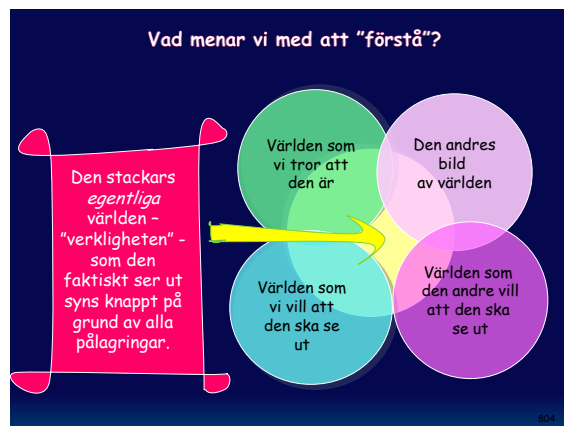 Vad menar vi med att ”förstå”?
Världen som
vi tror att
den är
Den andres
bild
av världen
Den stackars
egentliga
världen –
”verkligheten” -
som den
faktiskt ser ut
syns knappt på
grund av alla
pålagringar.
Världen som
vi vill att
den ska se
ut
Världen som
den andre vill
att den ska
se ut
804